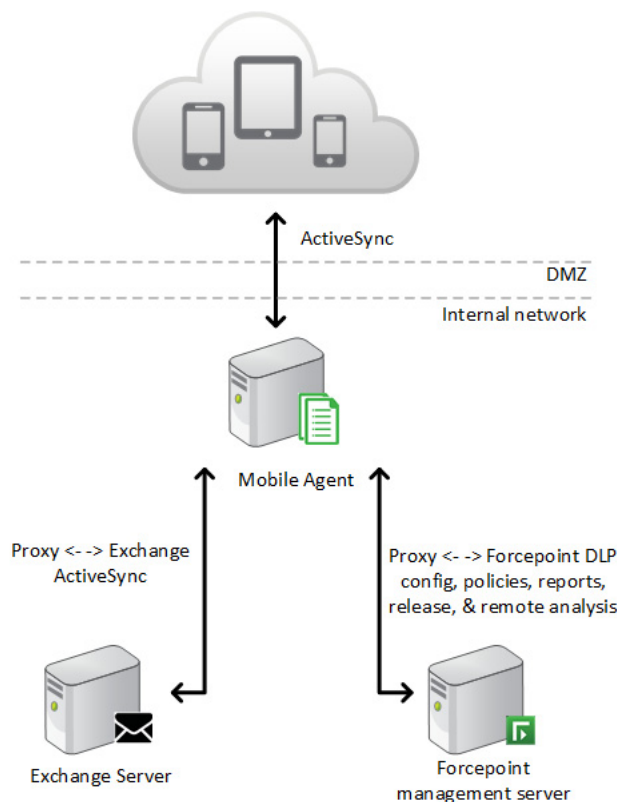 ActiveSync
DMZ
Internal network
Mobile Agent
Proxy <- -> Exchange
ActiveSync
Proxy <- -> Forcepoint DLP
config, policies, reports,
release, & remote analysis
Exchange Server
Forcepoint
management server